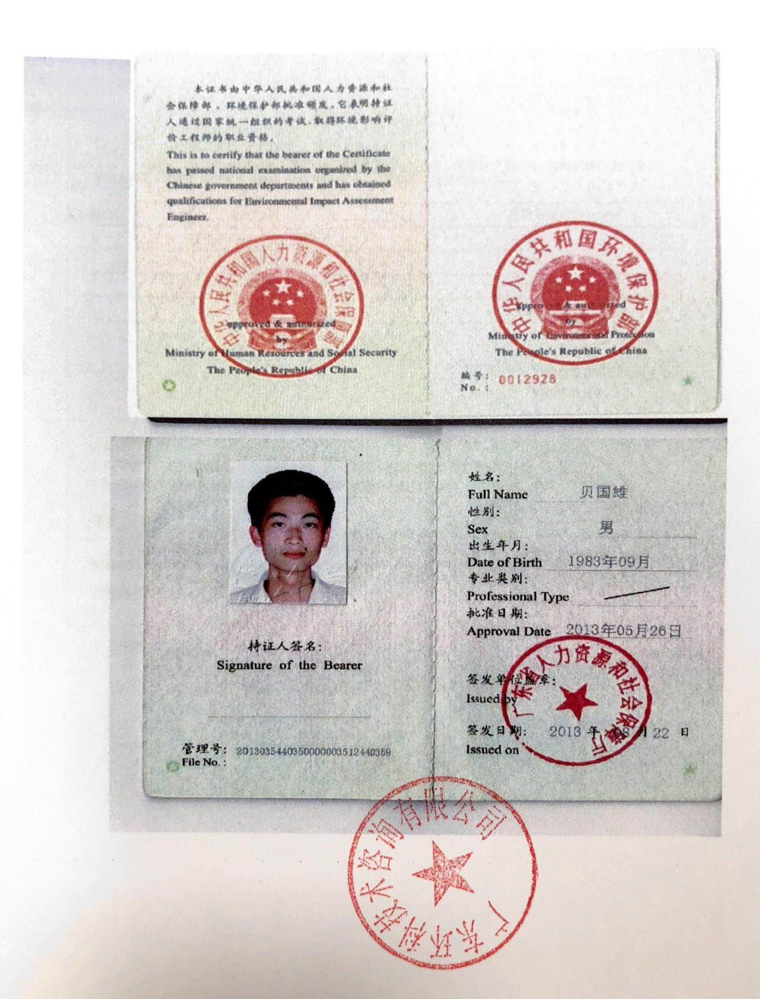 本证书由中华人民共和国人力资源和社
会保障部、环境保护部批准颁发。它表明持证
人通过国家统一组织的考试，取得环境影响评
价工程师的职业资格。
This is to certify that the bearer of the Certificate
has passed national examination organized by the
Chinese government departments and has obtained
qualifications for Environmental Impact Assessment
Engineer.
中华人民共和国人力资源和社会保障部
approved & authorized
by
Ministry of Human Resources and Social Security
The People's Republic of China
中华人民共和国环境保护部
approved & authorized
by
Ministry of Environmental Protection
The People's Republic of China
编号:
No.: 0012928
持证人签名:
Signature of the Bearer
管理号: 2013035440350000003512440359
File No.:
姓名:
Full Name 贝国雄
性别:
Sex 男
出生年月:
Date of Birth 1983年09月
专业类别:
Professional Type
批准日期:
Approval Date 2013年05月26日
签发单位盖章:
Issued by
广东省人力资源和社会保障厅
签发日期: 2013 年 08 月 22 日
Issued on
广东环科技术咨询有限公司